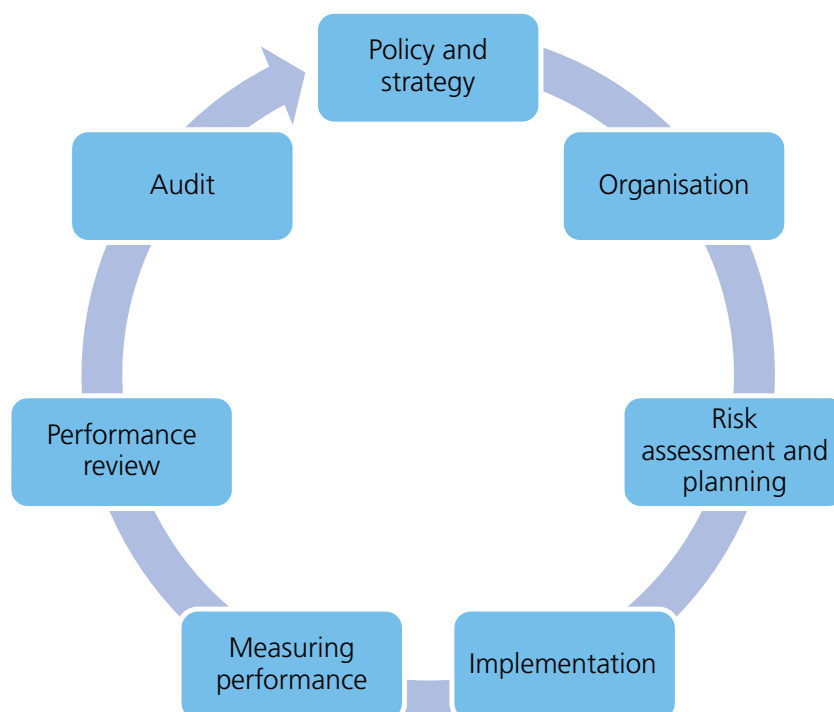 Policy and
strategy
Organisation
Risk
assessment and
planning
Implementation
Measuring
performance
Performance
review
Audit